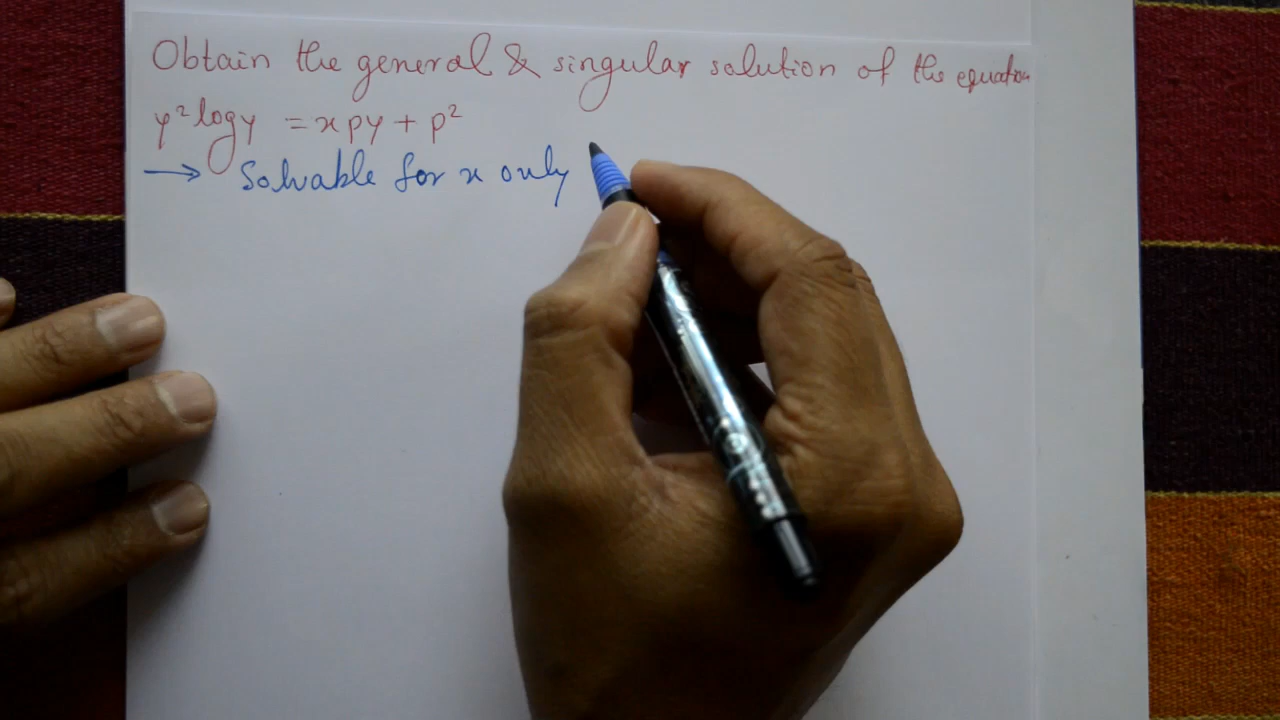 Obtain the general & singular solution of the equation
y²logy = xpy + p²
→ Solvable for x only